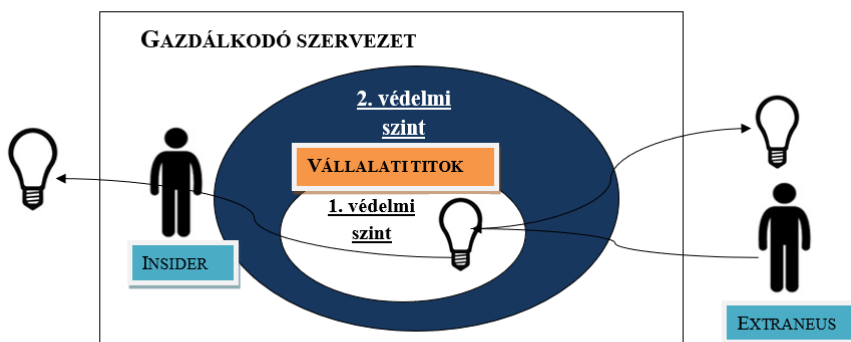 GAZDÁLKODÓ SZERVEZET
2. védelmi
szint
VÁLLALATI TITOK
1. védelmi
szint
INSIDER
EXTRANEUS